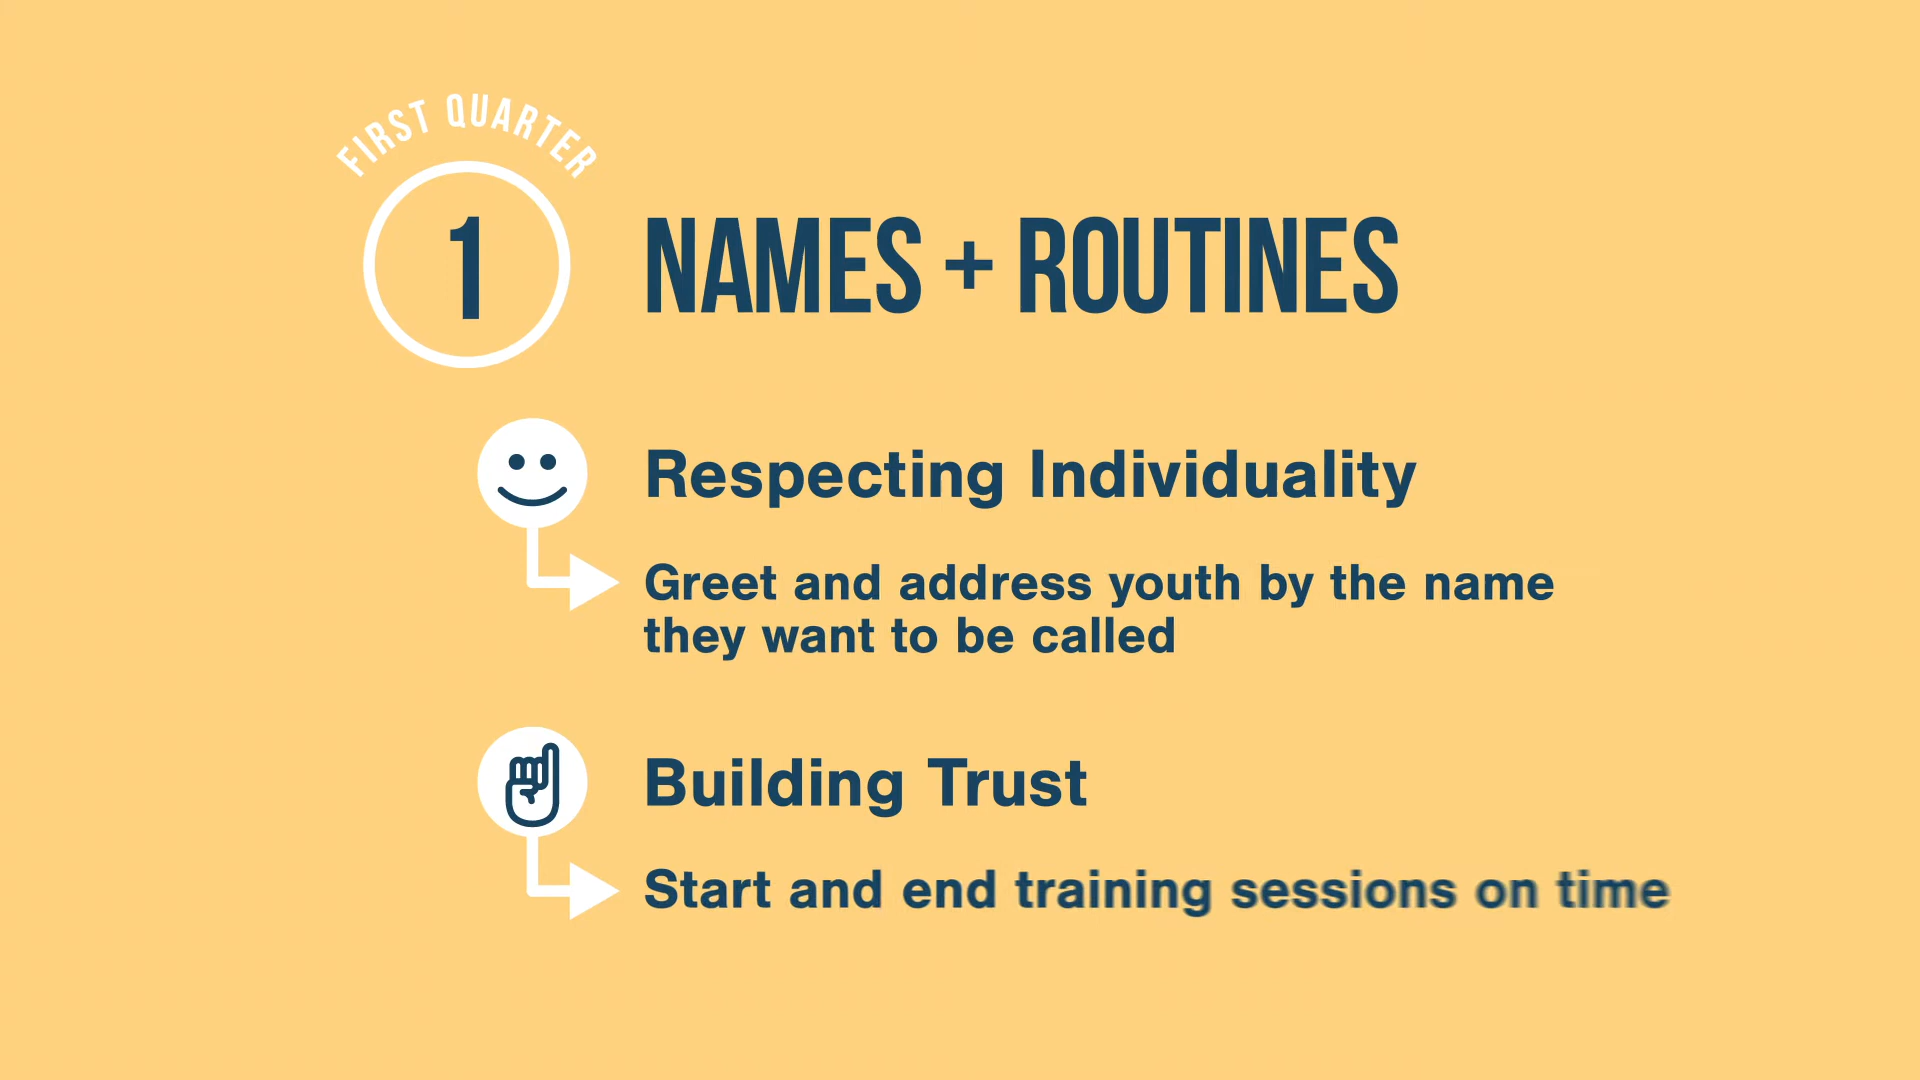 FIRST QUARTER
1
NAMES + ROUTINES
Respecting Individuality
Greet and address youth by the name
they want to be called
Building Trust
Start and end training sessions on time